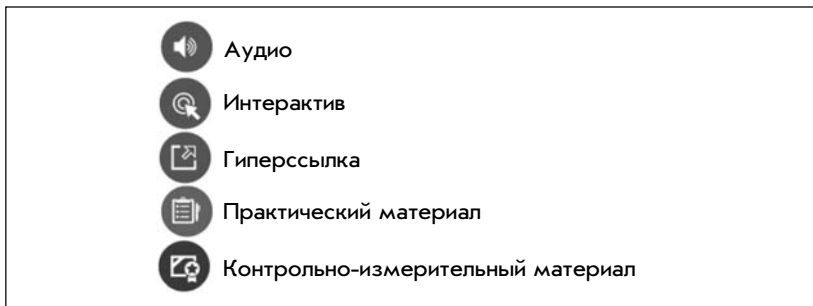 Аудио
Интерактив
Гиперссылка
Практический материал
Контрольно-измерительный материал